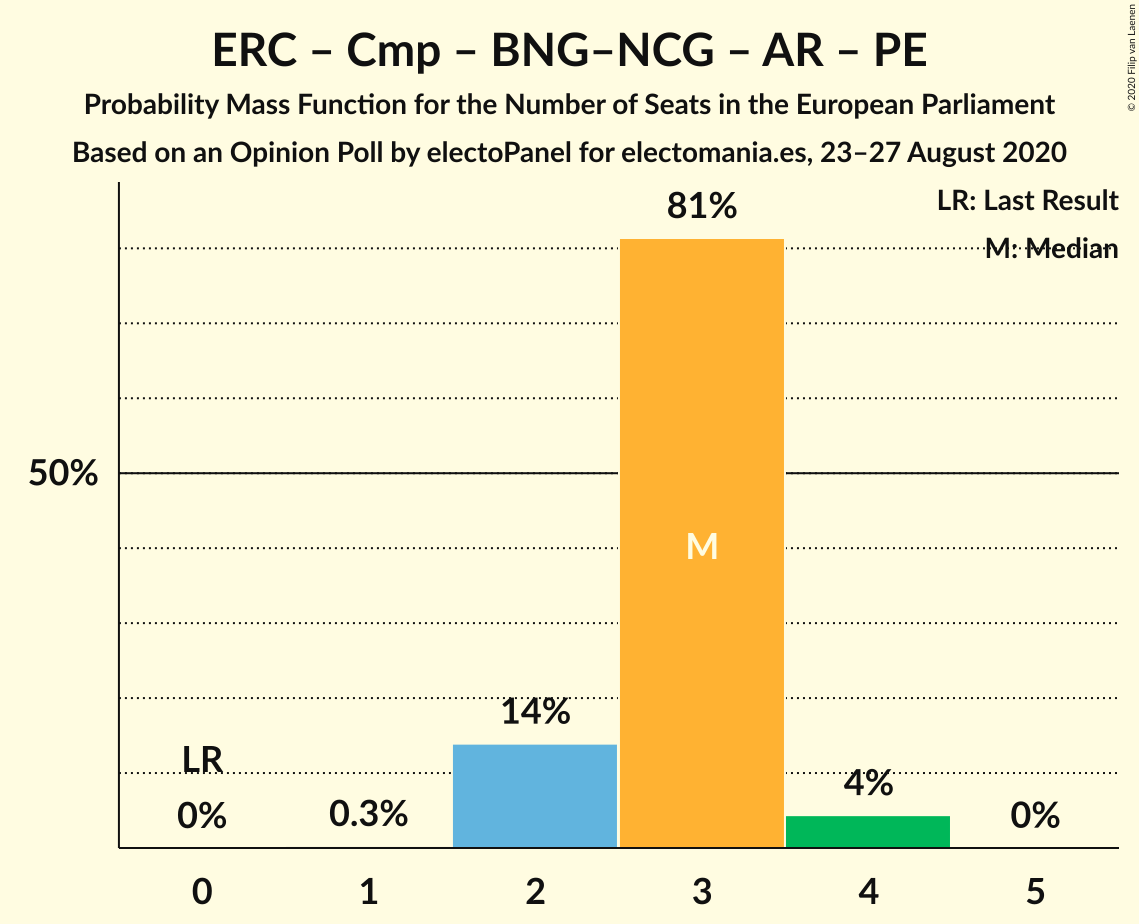 ERC – Cmp – BNG–NCG – AR – PE
Probability Mass Function for the Number of Seats in the European Parliament
Based on an Opinion Poll by electoPanel for electomania.es, 23–27 August 2020
© 2020 Filip van Laenen
LR: Last Result
M: Median
81%
50%
M
14%
LR
4%
0%
0.3%
0%
0 1 2 3 4 5